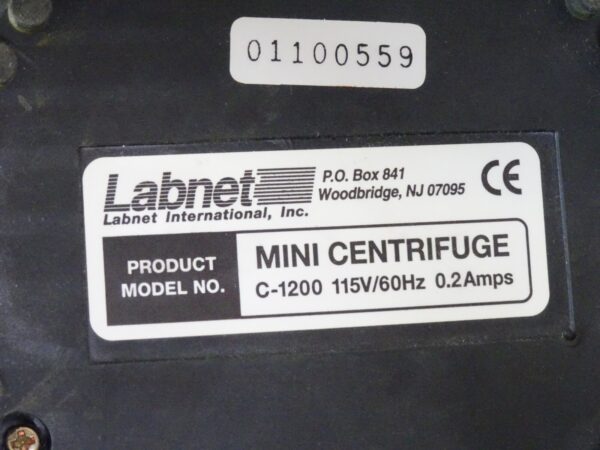 01100559
Labnet
Labnet International, Inc.
P.O. Box 841
Woodbridge, NJ 07095
CE
PRODUCT
MODEL NO.
MINI CENTRIFUGE
C-1200 115V/60Hz 0.2Amps